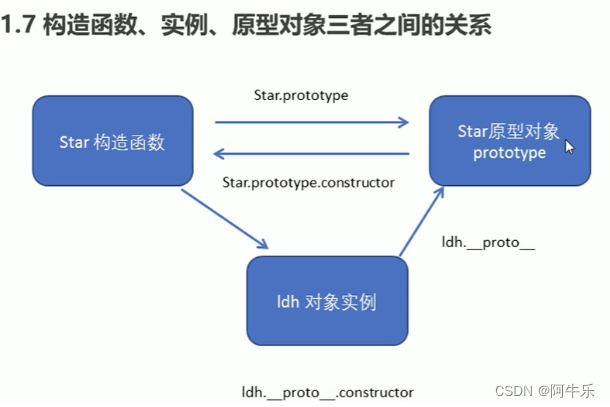 1.7 构造函数、实例、原型对象三者之间的关系
Star.prototype
Star 构造函数
Star原型对象
prototype
Star.prototype.constructor
ldh.__proto__
ldh 对象实例
ldh.__proto__.constructor
CSDN @阿牛乐